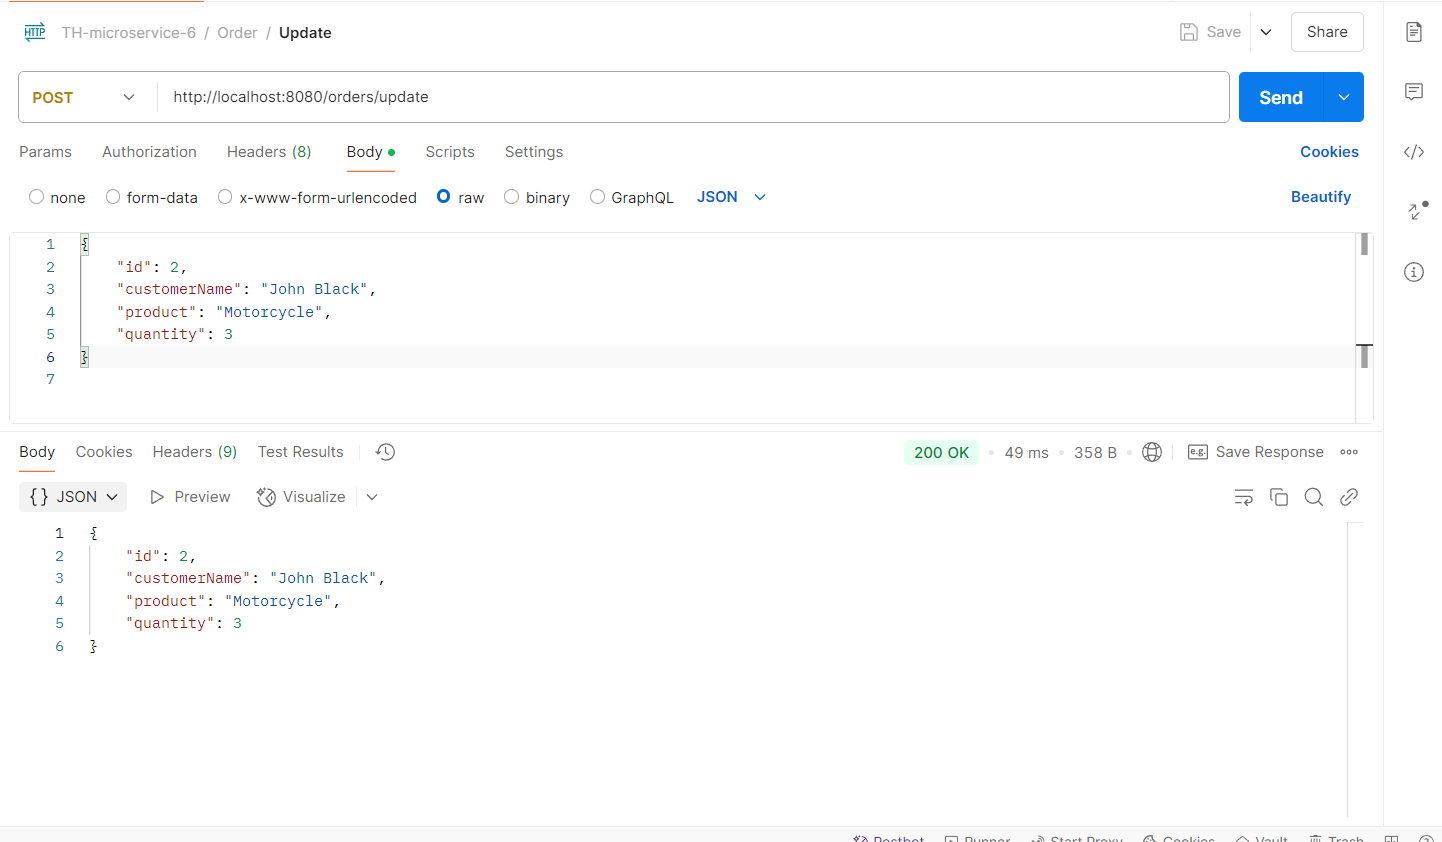 HTTP TH-microservice-6 / Order / Update Save Share
POST http://localhost:8080/orders/update Send
Params Authorization Headers (8) Body Scripts Settings Cookies
none form-data x-www-form-urlencoded raw binary GraphQL JSON Beautify
1 {
2 "id": 2,
3 "customerName": "John Black",
4 "product": "Motorcycle",
5 "quantity": 3
6 }
7
Body Cookies Headers (9) Test Results 200 OK 49 ms 358 B e.g. Save Response
{} JSON Preview Visualize
1 {
2 "id": 2,
3 "customerName": "John Black",
4 "product": "Motorcycle",
5 "quantity": 3
6 }
Postbot Runner Start Proxy Cookies Vault Trash